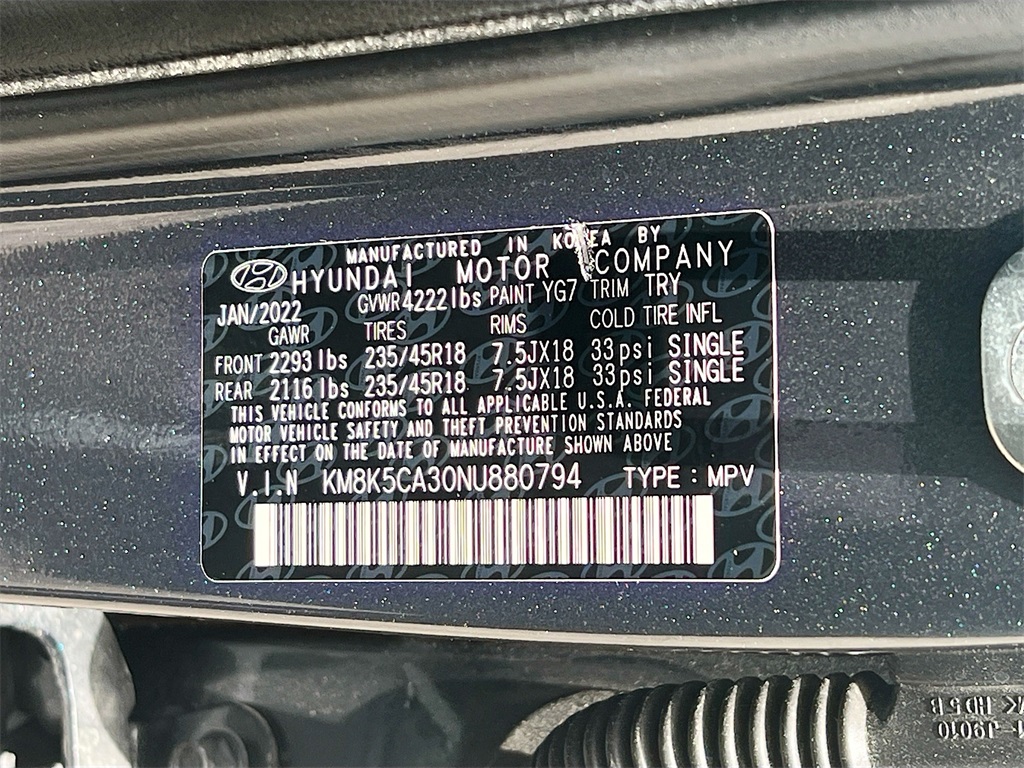 MANUFACTURED IN KOREA BY
HYUNDAI MOTOR COMPANY
JAN/2022 GVWR 4222 lbs PAINT YG7 TRIM TRY
GAWR TIRES RIMS COLD TIRE INFL
FRONT 2293 lbs 235/45R18 7.5JX18 33psi SINGLE
REAR 2116 lbs 235/45R18 7.5JX18 33psi SINGLE
THIS VEHICLE CONFORMS TO ALL APPLICABLE U.S.A. FEDERAL
MOTOR VEHICLE SAFETY AND THEFT PREVENTION STANDARDS
IN EFFECT ON THE DATE OF MANUFACTURE SHOWN ABOVE
V.I.N KM8K5CA30NU880794 TYPE : MPV
HD 5 B
J9010